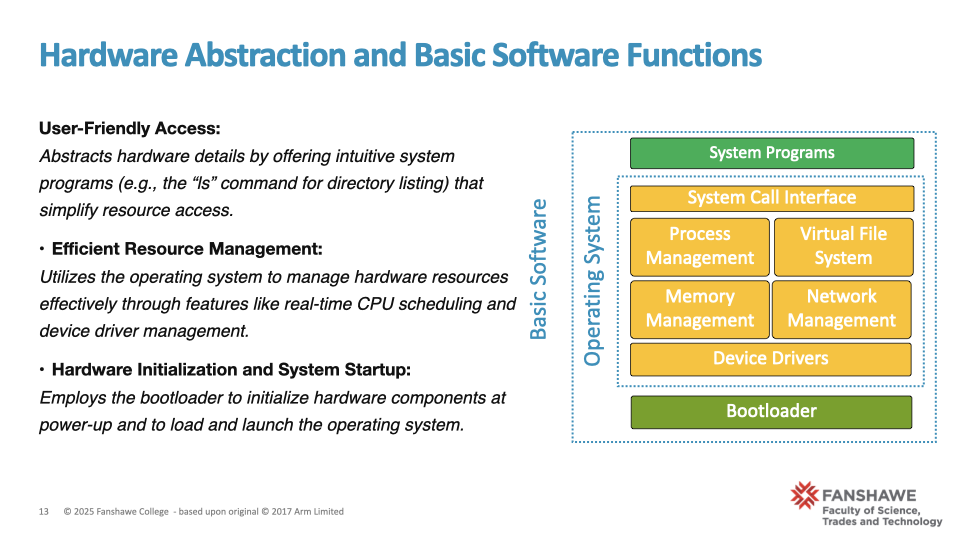 Hardware Abstraction and Basic Software Functions
User-Friendly Access:
Abstracts hardware details by offering intuitive system
programs (e.g., the “ls” command for directory listing) that
simplify resource access.
• Efficient Resource Management:
Utilizes the operating system to manage hardware resources
effectively through features like real-time CPU scheduling and
device driver management.
• Hardware Initialization and System Startup:
Employs the bootloader to initialize hardware components at
power-up and to load and launch the operating system.
Basic Software
Operating System
System Programs
System Call Interface
Process
Management
Virtual File
System
Memory
Management
Network
Management
Device Drivers
Bootloader
13 © 2025 Fanshawe College - based upon original © 2017 Arm Limited
FANSHAWE
Faculty of Science,
Trades and Technology